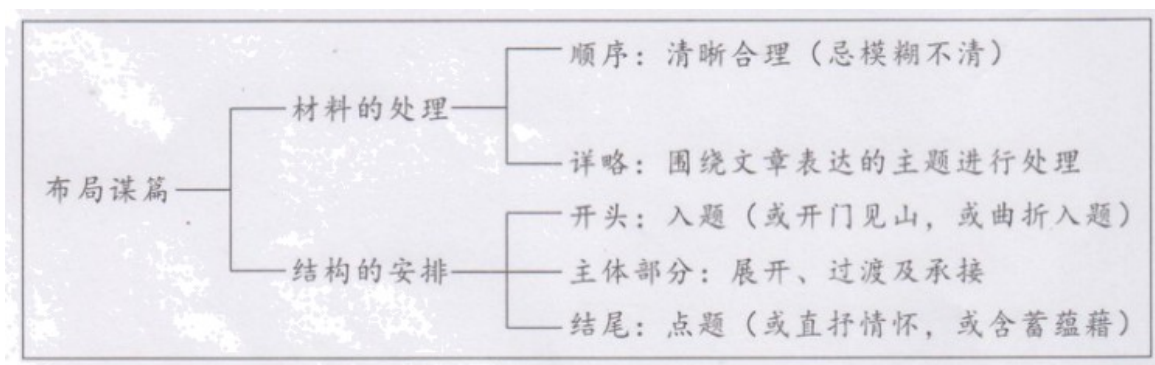 顺序：清晰合理（忌模糊不清）
材料的处理
详略：围绕文章表达的主题进行处理
布局谋篇
开头：入题（或开门见山，或曲折入题）
结构的安排
主体部分：展开、过渡及承接
结尾：点题（或直抒情怀，或含蓄蕴藉）